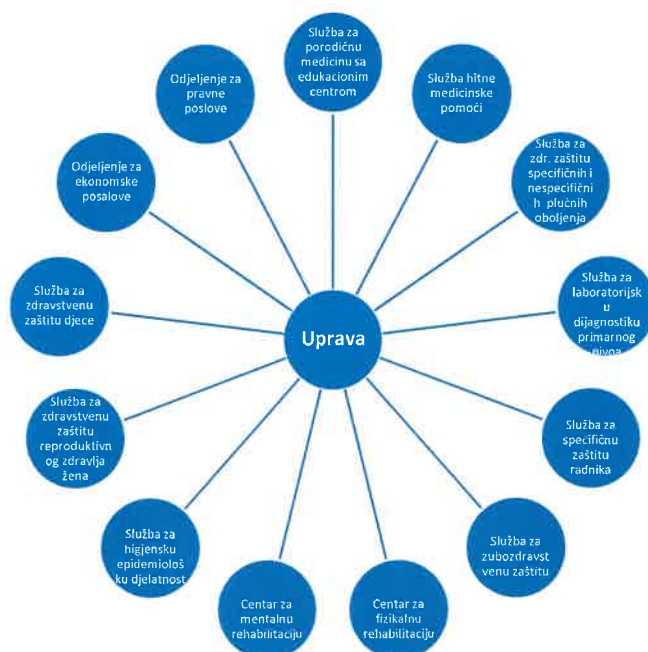 Služba za
porodičnu
medicinu sa
edukacionim
centrom
Služba hitne
medicinske
pomoći
Služba za
zdr. zaštitu
specifičnih i
nespecifični
h plućnih
oboljenja
Služba za
laboratorijsk
u
dijagnostiku
primarnog
nivoa
Služba za
specifičnu
zaštitu
radnika
Služba za
zubozdravst
venu zaštitu
Centar za
fizikalnu
rehabilitaciju
Centar za
mentalnu
rehabilitaciju
Služba za
higjensku
epidemiološ
ku djelatnost
Služba za
zdravstvenu
zaštitu
reproduktivn
og zdravlja
žena
Služba za
zdravstvenu
zaštitu djece
Odjeljenje za
ekonomske
posalove
Odjeljenje za
pravne
poslove
Uprava